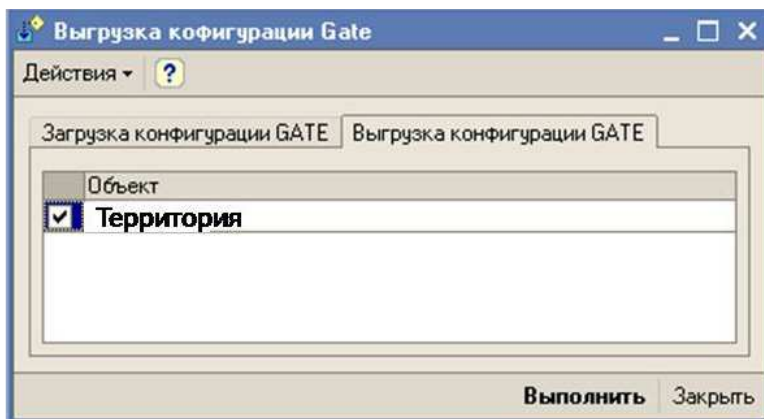 Выгрузка кофигурации Gate
Действия ?
Загрузка конфигурации GATE Выгрузка конфигурации GATE
Объект
Территория
Выполнить Закрыть